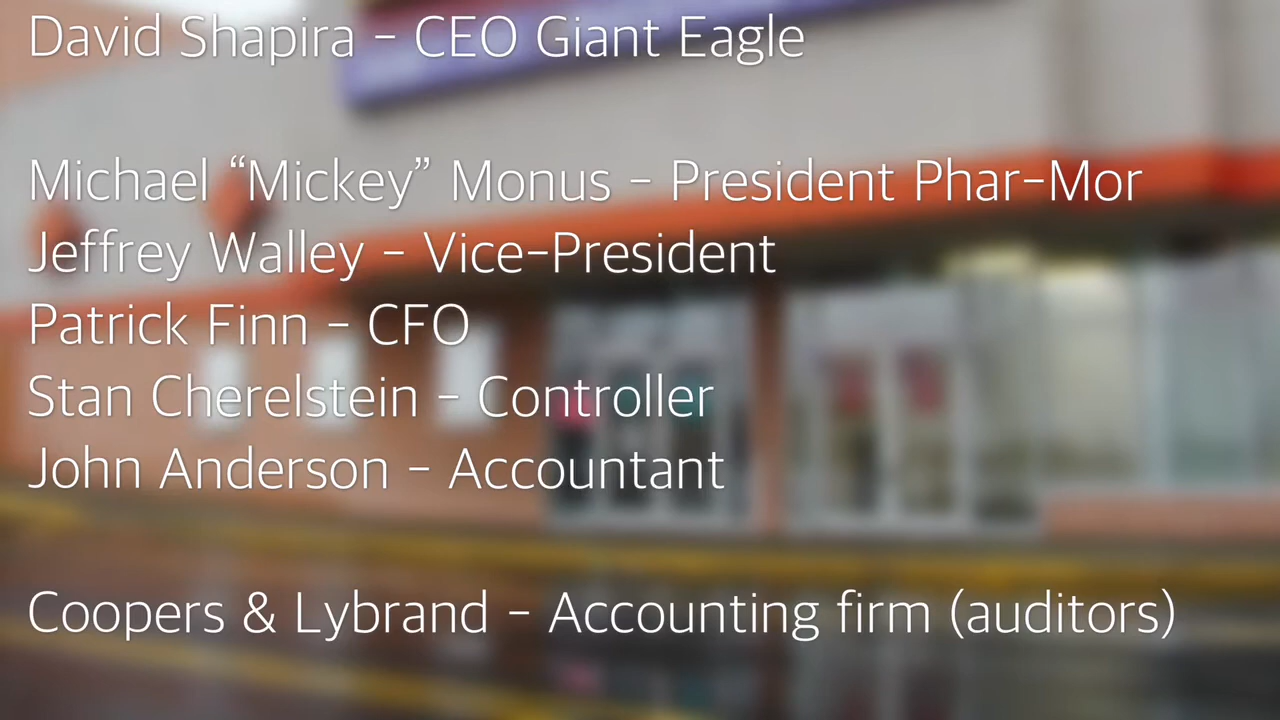 David Shapira - CEO Giant Eagle
Michael “Mickey” Monus - President Phar-Mor
Jeffrey Walley - Vice-President
Patrick Finn - CFO
Stan Cherelstein - Controller
John Anderson - Accountant
Coopers & Lybrand - Accounting firm (auditors)